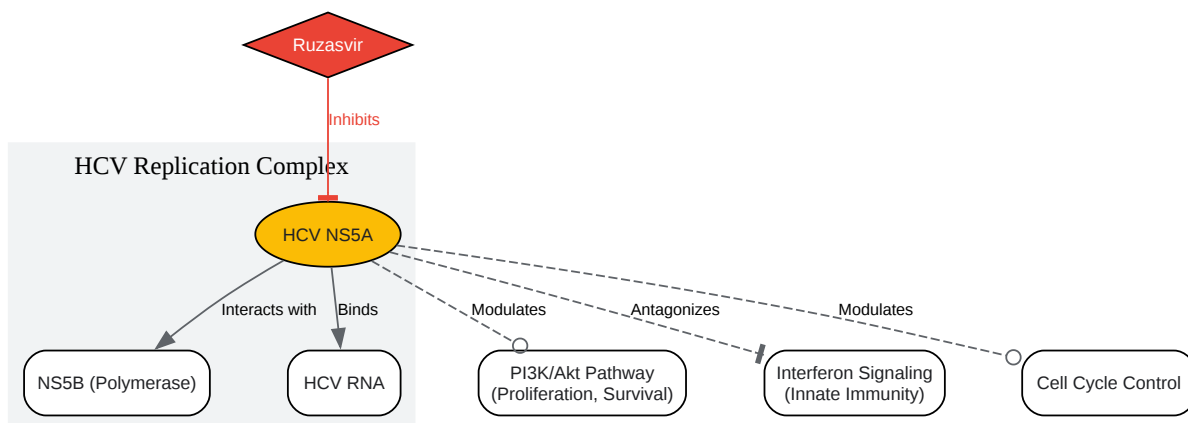 Ruzasvir
Inhibits
HCV Replication Complex
HCV NS5A
Interacts with
Binds
Modulates
Antagonizes
Modulates
NS5B (Polymerase)
HCV RNA
PI3K/Akt Pathway
(Proliferation, Survival)
Interferon Signaling
(Innate Immunity)
Cell Cycle Control